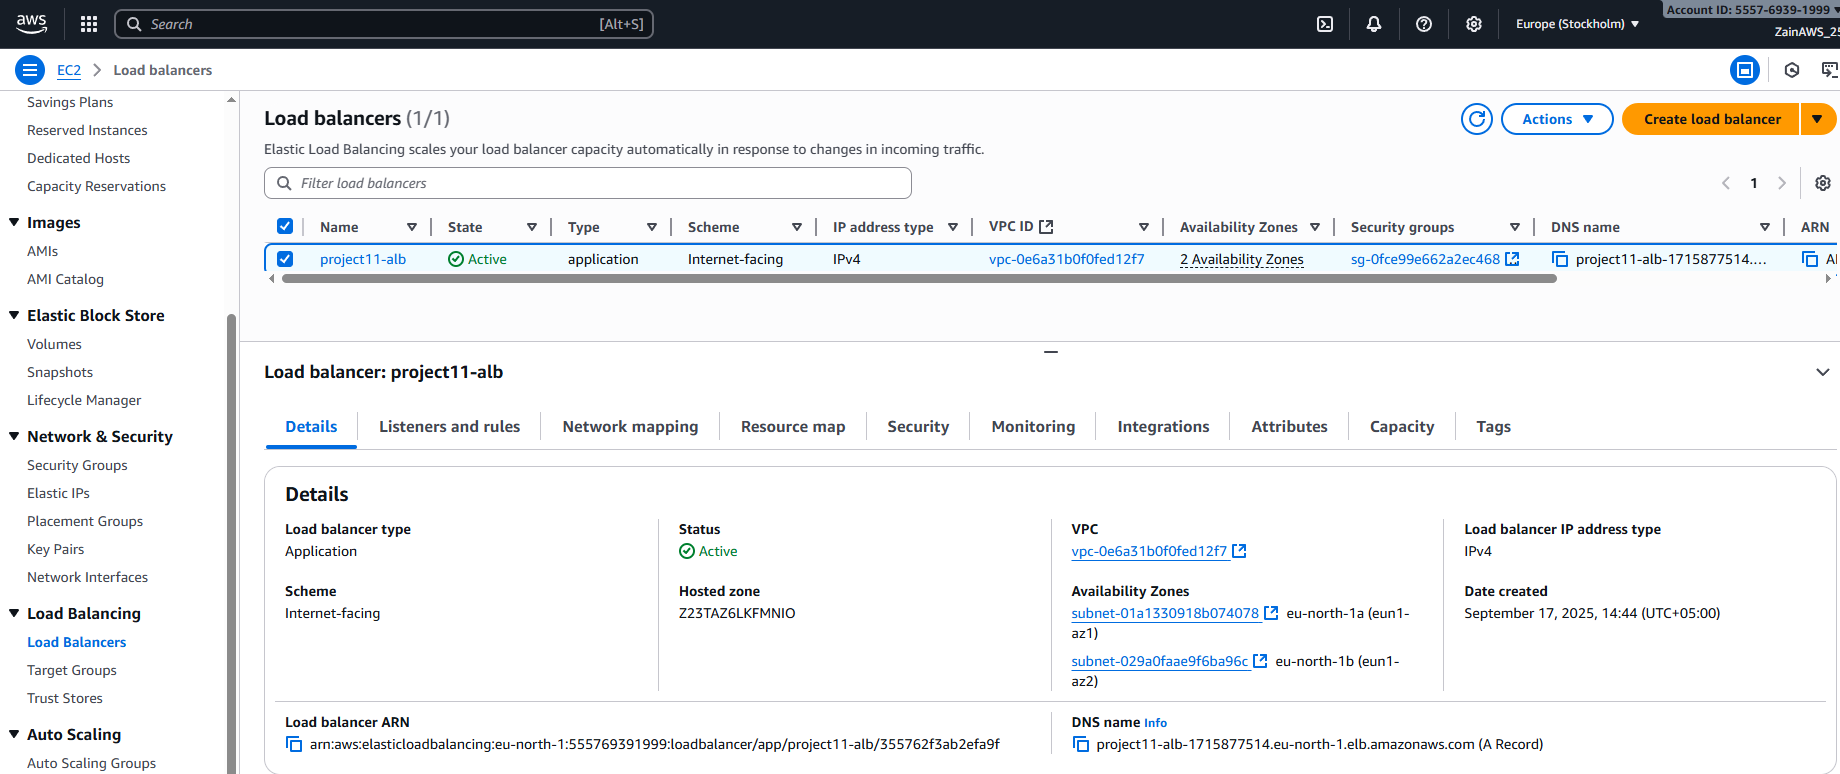 aws
Search
[Alt+S]
Europe (Stockholm)
Account ID: 5557-6939-1999
ZainAWS_25
EC2
Load balancers
Savings Plans
Reserved Instances
Dedicated Hosts
Capacity Reservations
Images
AMIs
AMI Catalog
Elastic Block Store
Volumes
Snapshots
Lifecycle Manager
Network & Security
Security Groups
Elastic IPs
Placement Groups
Key Pairs
Network Interfaces
Load Balancing
Load Balancers
Target Groups
Trust Stores
Auto Scaling
Auto Scaling Groups
Load balancers (1/1)
Actions
Create load balancer
Elastic Load Balancing scales your load balancer capacity automatically in response to changes in incoming traffic.
Filter load balancers
1
Name State Type Scheme IP address type VPC ID Availability Zones Security groups DNS name ARN
project11-alb Active application Internet-facing IPv4 vpc-0e6a31b0f0fed12f7 2 Availability Zones sg-0fce99e662a2ec468 project11-alb-1715877514....
Load balancer: project11-alb
Details Listeners and rules Network mapping Resource map Security Monitoring Integrations Attributes Capacity Tags
Details
Load balancer type
Application
Scheme
Internet-facing
Status
Active
Hosted zone
Z23TAZ6LKFMNIO
VPC
vpc-0e6a31b0f0fed12f7
Availability Zones
subnet-01a1330918b074078 eu-north-1a (eun1-
az1)
subnet-029a0faae9f6ba96c eu-north-1b (eun1-
az2)
Load balancer IP address type
IPv4
Date created
September 17, 2025, 14:44 (UTC+05:00)
Load balancer ARN
arn:aws:elasticloadbalancing:eu-north-1:555769391999:loadbalancer/app/project11-alb/355762f3ab2efa9f
DNS name Info
project11-alb-1715877514.eu-north-1.elb.amazonaws.com (A Record)